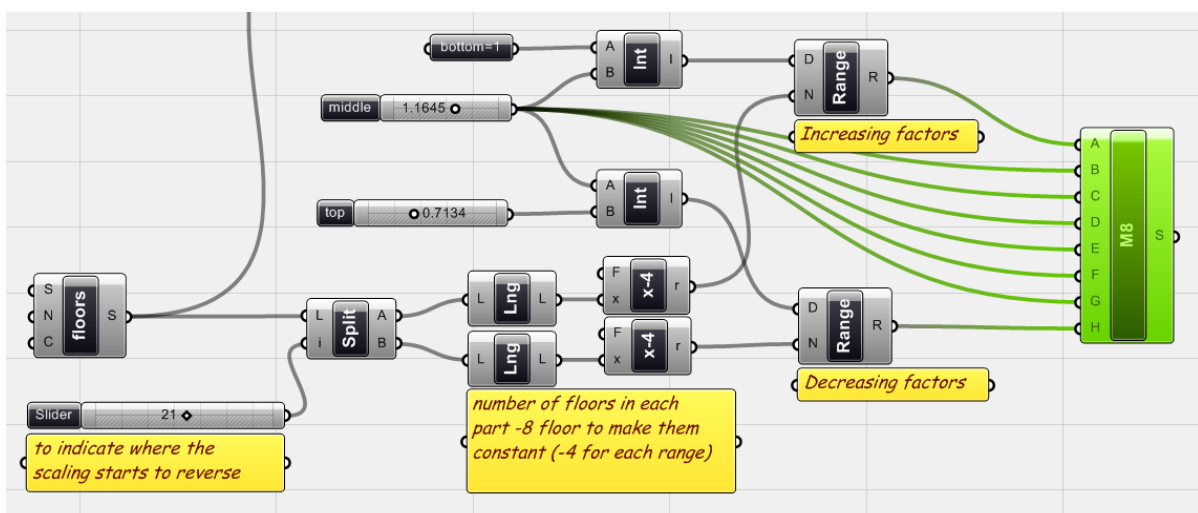 bottom=1
A
B
Int
I
D
N
Range
R
middle
1.1645
Increasing factors
A
B
C
D
E
F
G
H
M8
S
top
0.7134
A
B
Int
I
S
N
C
floors
S
L
i
Split
A
B
L
Lng
L
F
x
x-4
r
L
Lng
L
F
x
x-4
r
D
N
Range
R
Decreasing factors
Slider
21
to indicate where the
scaling starts to reverse
number of floors in each
part -8 floor to make them
constant (-4 for each range)